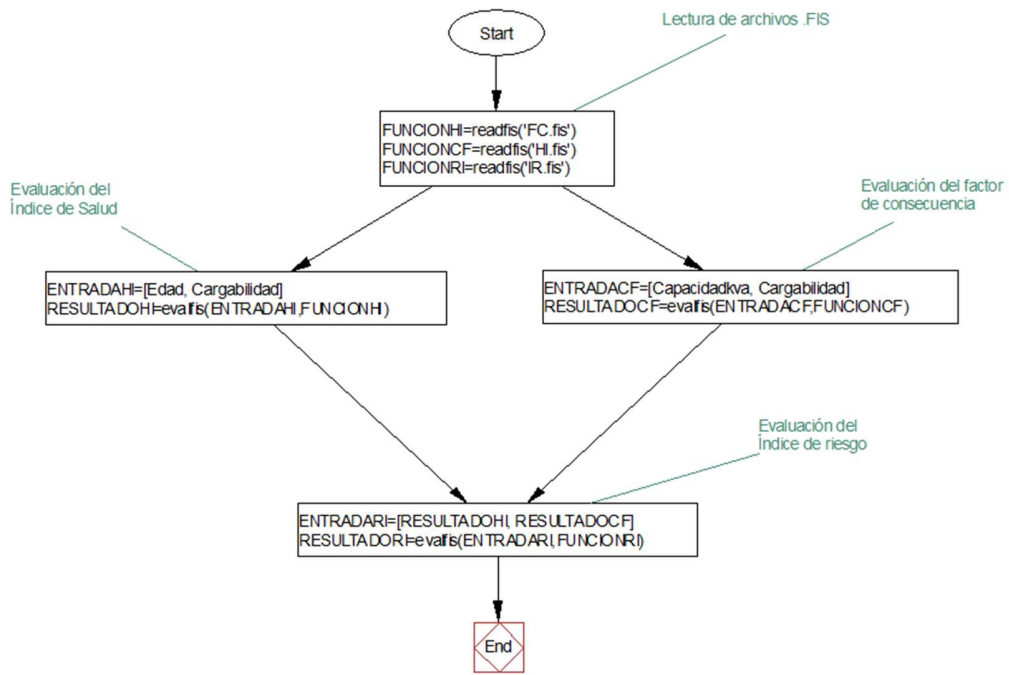 Start
Lectura de archivos .FIS
FUNCIONHI=readfis('FC.fis')
FUNCIONCF=readfis('HI.fis')
FUNCIONRI=readfis('IR.fis')
Evaluación del
Índice de Salud
Evaluación del factor
de consecuencia
ENTRADAHI=[Edad, Cargabilidad]
RESULTADOHI=evalfis(ENTRADAHI,FUNCIONHI)
ENTRADACF=[Capacidadkva, Cargabilidad]
RESULTADOCF=evalfis(ENTRADACF,FUNCIONCF)
Evaluación del
Índice de riesgo
ENTRADARI=[RESULTADOHI, RESULTADOCF]
RESULTADORI=evalfis(ENTRADARI,FUNCIONRI)
End